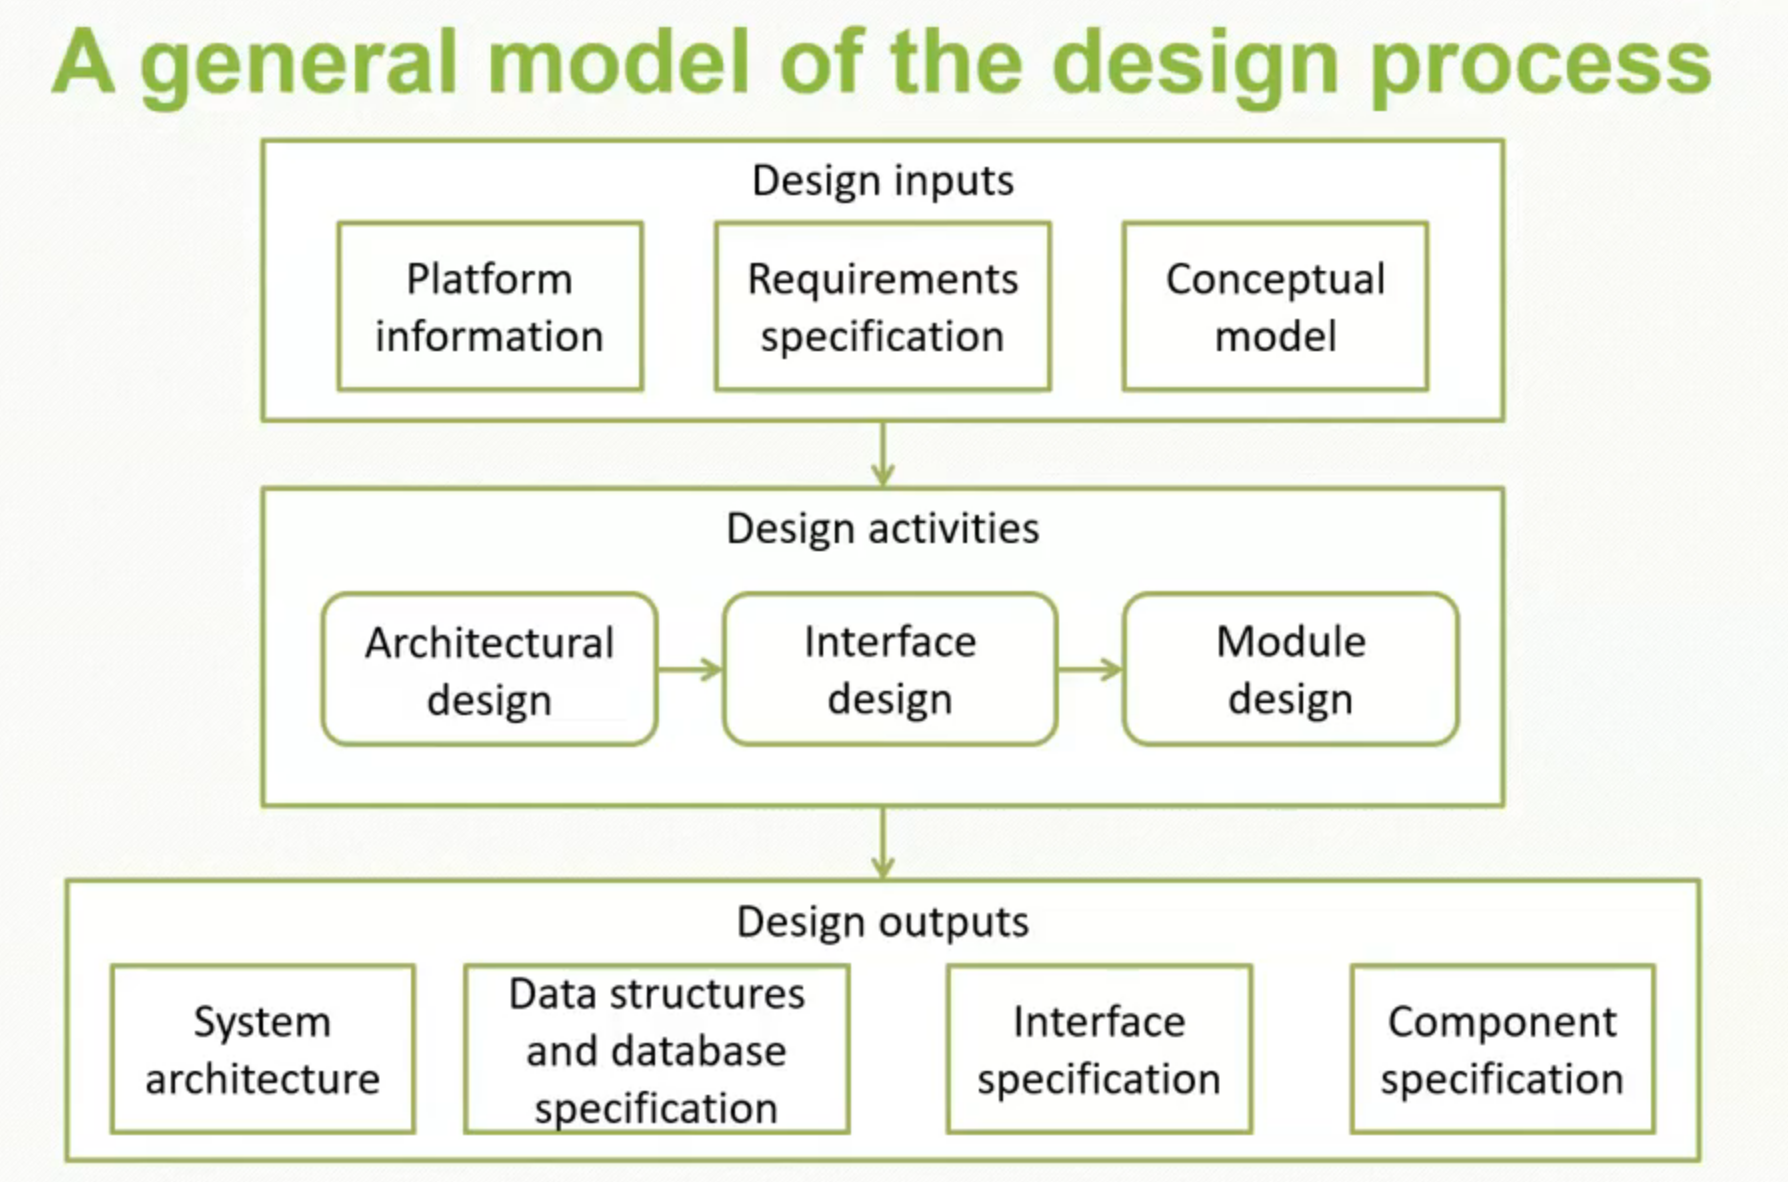 A general model of the design process
Design inputs
Platform
information
Requirements
specification
Conceptual
model
Design activities
Architectural
design
Interface
design
Module
design
Design outputs
System
architecture
Data structures
and database
specification
Interface
specification
Component
specification